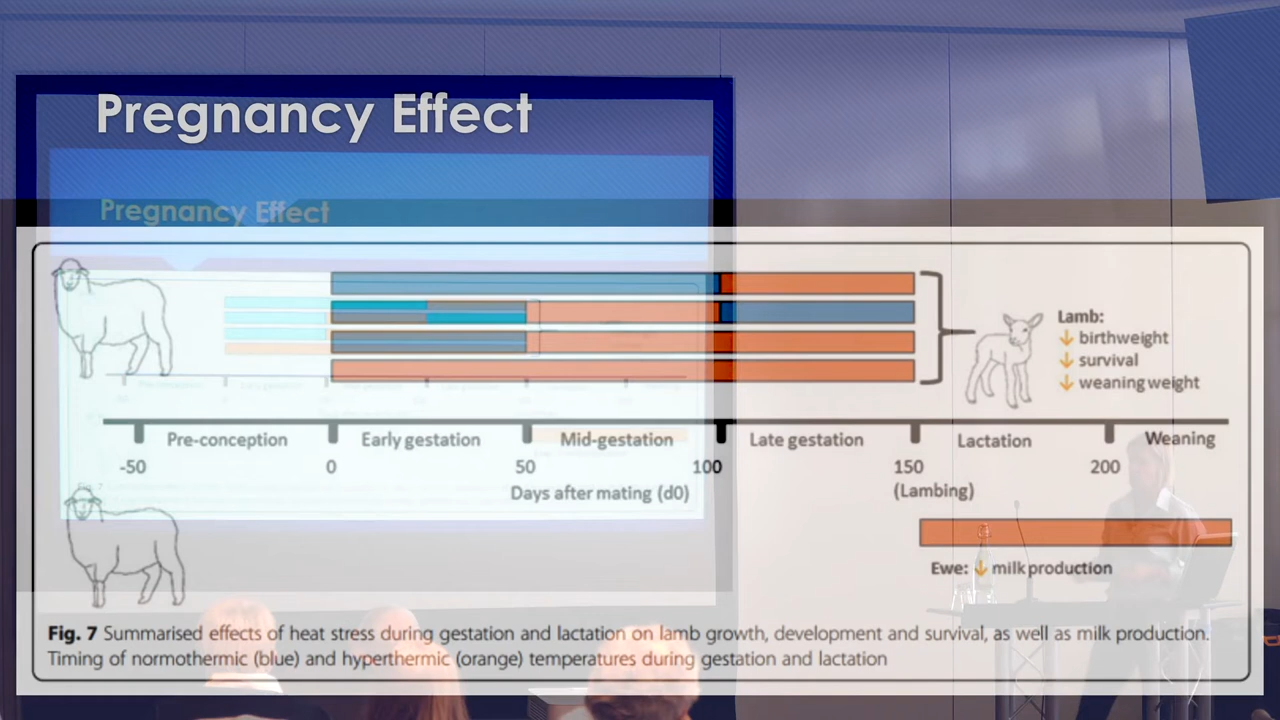 Pregnancy Effect
Pregnancy Effect
Lamb:
↓ birthweight
↓ survival
↓ weaning weight
Pre-conception Early gestation Mid-gestation Late gestation Lactation Weaning
-50 0 50 100 150 200
Days after mating (d0) (Lambing)
Ewe: ↓ milk production
Fig. 7 Summarised effects of heat stress during gestation and lactation on lamb growth, development and survival, as well as milk production.
Timing of normothermic (blue) and hyperthermic (orange) temperatures during gestation and lactation